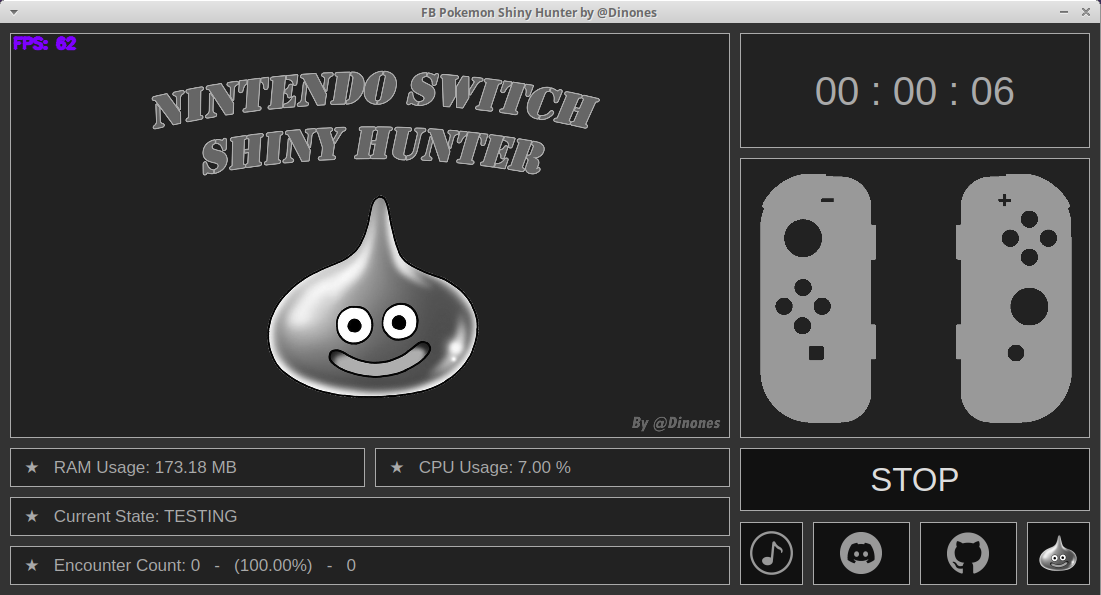 FB Pokemon Shiny Hunter by @Dinones
FPS: 62
NINTENDO SWITCH
SHINY HUNTER
By @Dinones
00 : 00 : 06
★ RAM Usage: 173.18 MB
★ CPU Usage: 7.00 %
★ Current State: TESTING
★ Encounter Count: 0 - (100.00%) - 0
STOP